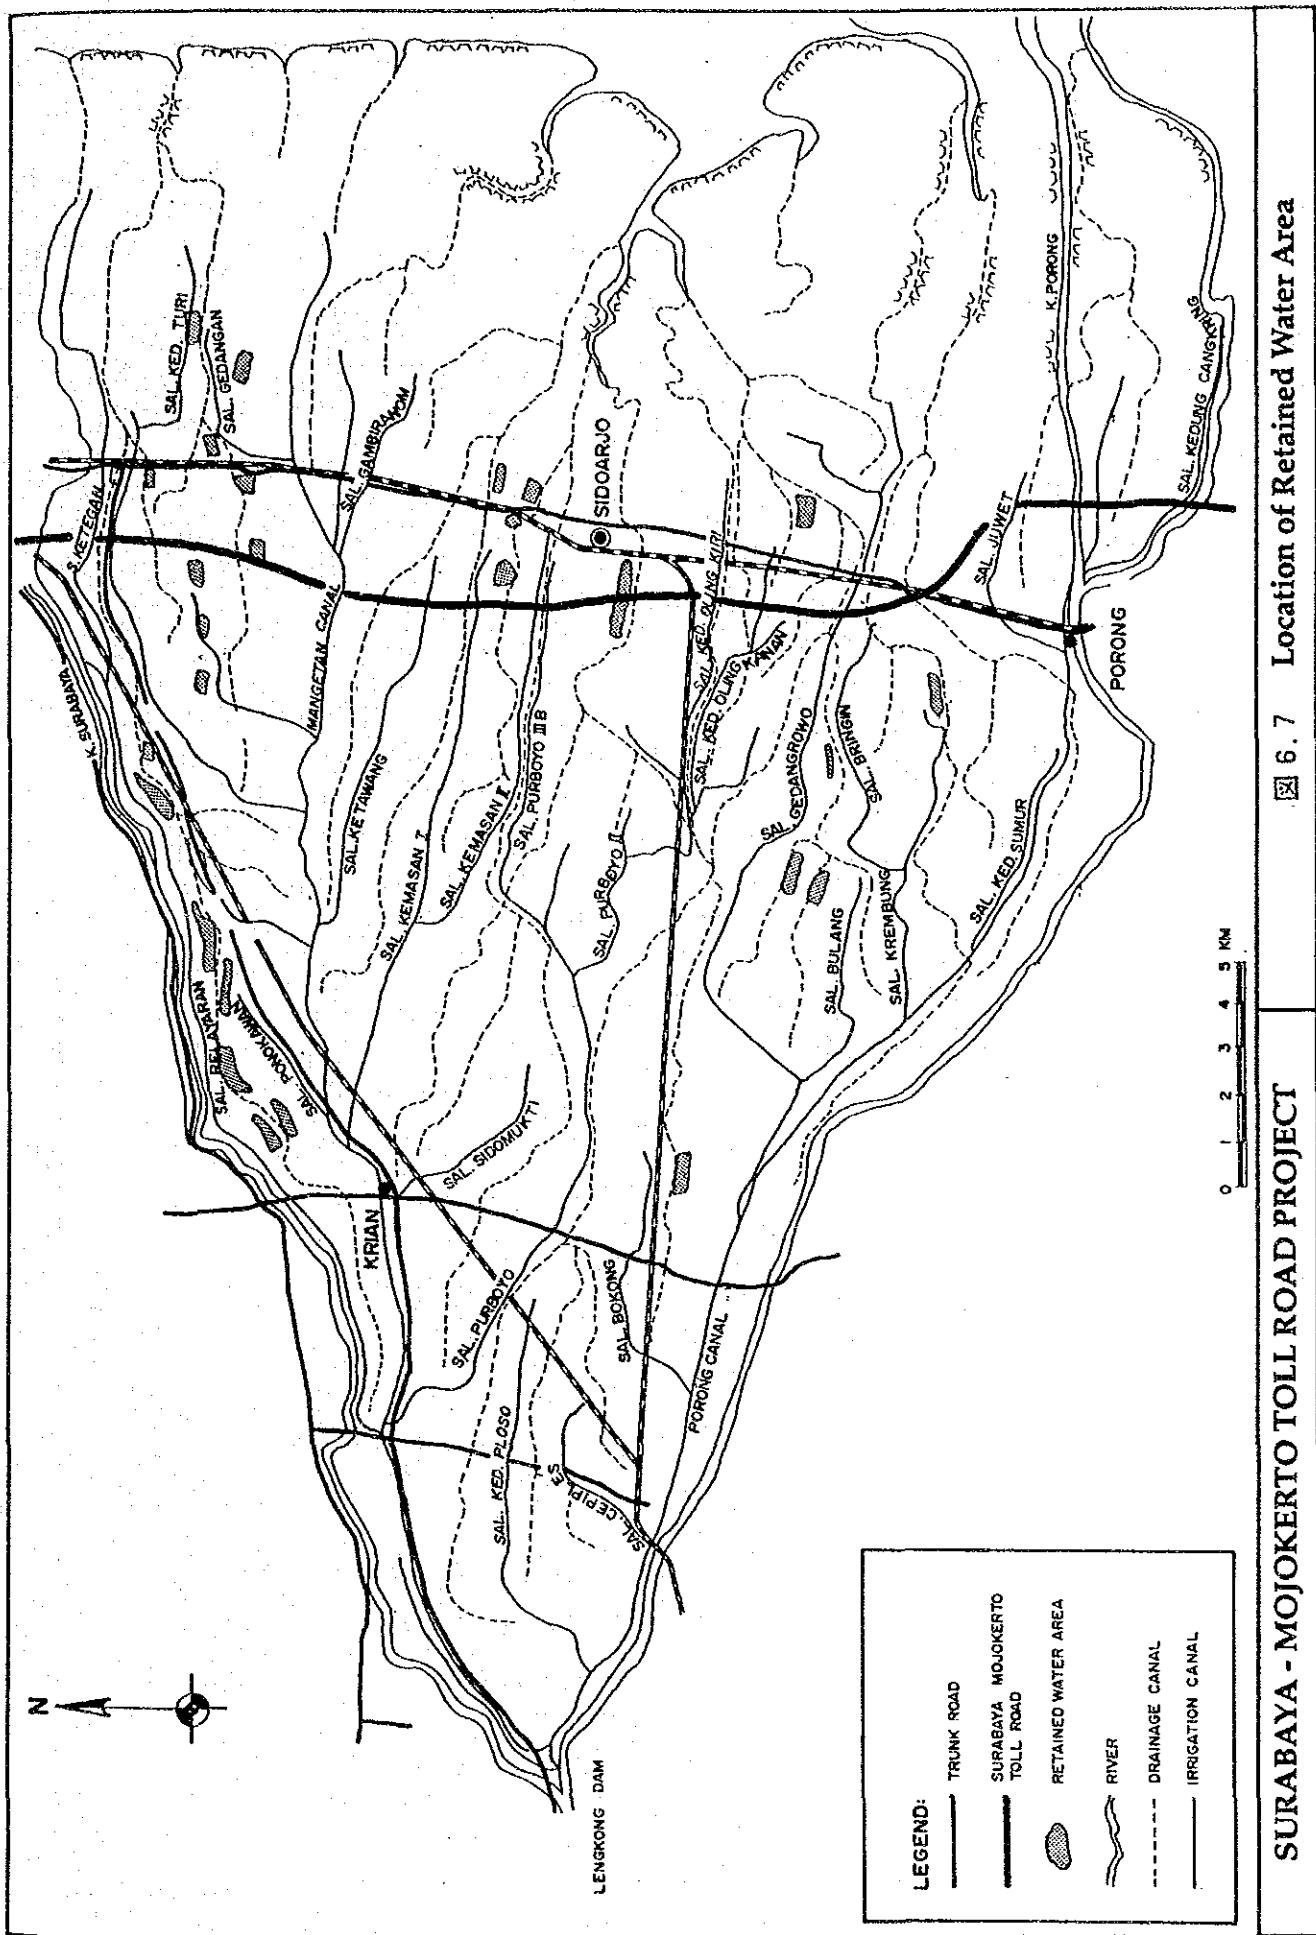 N
K. SURABAYA
S. KETEGAN
SAL. KED. TURI
SAL. GEDANGAN
SAL. RELAYARAN
SAL. PONOKAWAN
MANGETAN CANAL
SAL. GAMBIRANOM
KRIAN
SAL. KETAWANG
SAL. KEMASAN I
SAL. KEMASAN II
SAL. SIDOMUKTI
SAL. PURBOYO
SAL. PURBOYO III B
SIDOARJO
SAL. KED. PLOSO
SAL. PURBOYO II
SAL. CEPIPLES
SAL. BOKONG
SAL. KED. OLING KIRI
SAL. KED. OLING KANAN
PORONG CANAL
SAL. GEDANGROWO
SAL. BRINGIN
SAL. BULANG
SAL. KREMBUNG
SAL. KED. SUMUR
SAL. JUWET
K. PORONG
PORONG
SAL. KEDUNG CANGKRING
LENGKONG DAM
0 1 2 3 4 5 KM
LEGEND:
TRUNK ROAD
SURABAYA MOJOKERTO
TOLL ROAD
RETAINED WATER AREA
RIVER
DRAINAGE CANAL
IRRIGATION CANAL
SURABAYA - MOJOKERTO TOLL ROAD PROJECT
図 6.7 Location of Retained Water Area